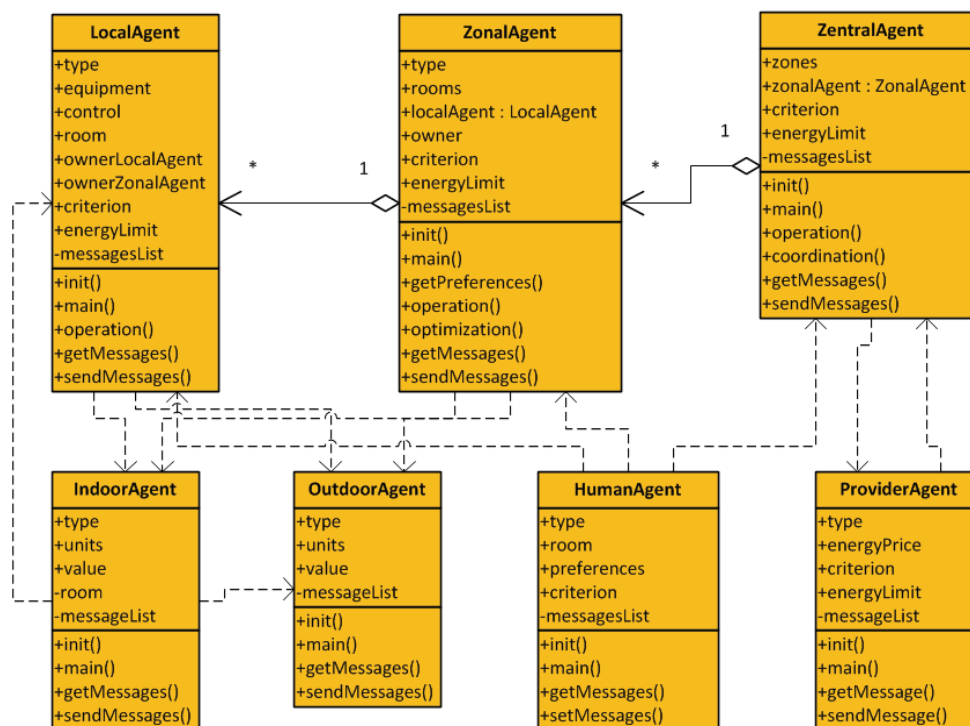 LocalAgent
+type
+equipment
+control
+room
+ownerLocalAgent
+ownerZonalAgent
+criterion
+energyLimit
-messagesList
+init()
+main()
+operation()
+getMessages()
+sendMessages()
*
1
ZonalAgent
+type
+rooms
+localAgent : LocalAgent
+owner
+criterion
+energyLimit
-messagesList
+init()
+main()
+getPreferences()
+operation()
+optimization()
+getMessages()
+sendMessages()
*
1
ZentralAgent
+zones
+zonalAgent : ZonalAgent
+criterion
+energyLimit
-messagesList
+init()
+main()
+operation()
+coordination()
+getMessages()
+sendMessages()
IndoorAgent
+type
+units
+value
-room
-messageList
+init()
+main()
+getMessages()
+sendMessages()
OutdoorAgent
+type
+units
+value
-messageList
+init()
+main()
+getMessages()
+sendMessages()
HumanAgent
+type
+room
+preferences
+criterion
-messagesList
+init()
+main()
+getMessages()
+setMessages()
ProviderAgent
+type
+energyPrice
+criterion
+energyLimit
-messageList
+init()
+main()
+getMessage()
+sendMessage()